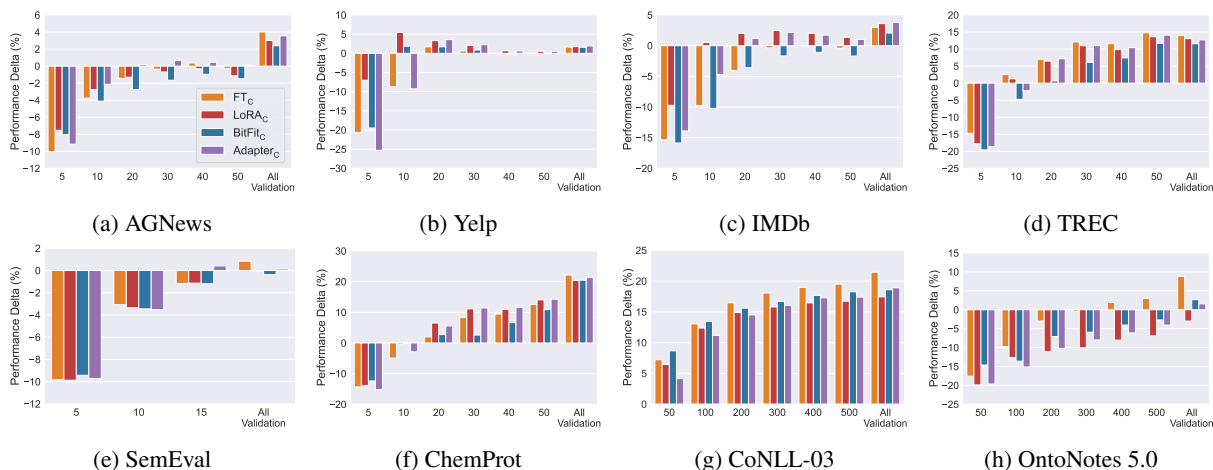 Performance Delta (%)
6
4
2
0
−2
−4
−6
−8
−10
−12
FT_C
LoRA_C
BitFit_C
Adapter_C
5 10 20 30 40 50 All
Validation
(a) AGNews
Performance Delta (%)
10
5
0
−5
−10
−15
−20
−25
−30
5 10 20 30 40 50 All
Validation
(b) Yelp
Performance Delta (%)
5
0
−5
−10
−15
−20
5 10 20 30 40 50 All
Validation
(c) IMDb
Performance Delta (%)
20
15
10
5
0
−5
−10
−15
−20
−25
5 10 20 30 40 50 All
Validation
(d) TREC
Performance Delta (%)
2
0
−2
−4
−6
−8
−10
−12
5 10 15 All
Validation
(e) SemEval
Performance Delta (%)
30
20
10
0
−10
−20
5 10 20 30 40 50 All
Validation
(f) ChemProt
Performance Delta (%)
25
20
15
10
5
0
50 100 200 300 400 500 All
Validation
(g) CoNLL-03
Performance Delta (%)
15
10
5
0
−5
−10
−15
−20
−25
50 100 200 300 400 500 All
Validation
(h) OntoNotes 5.0